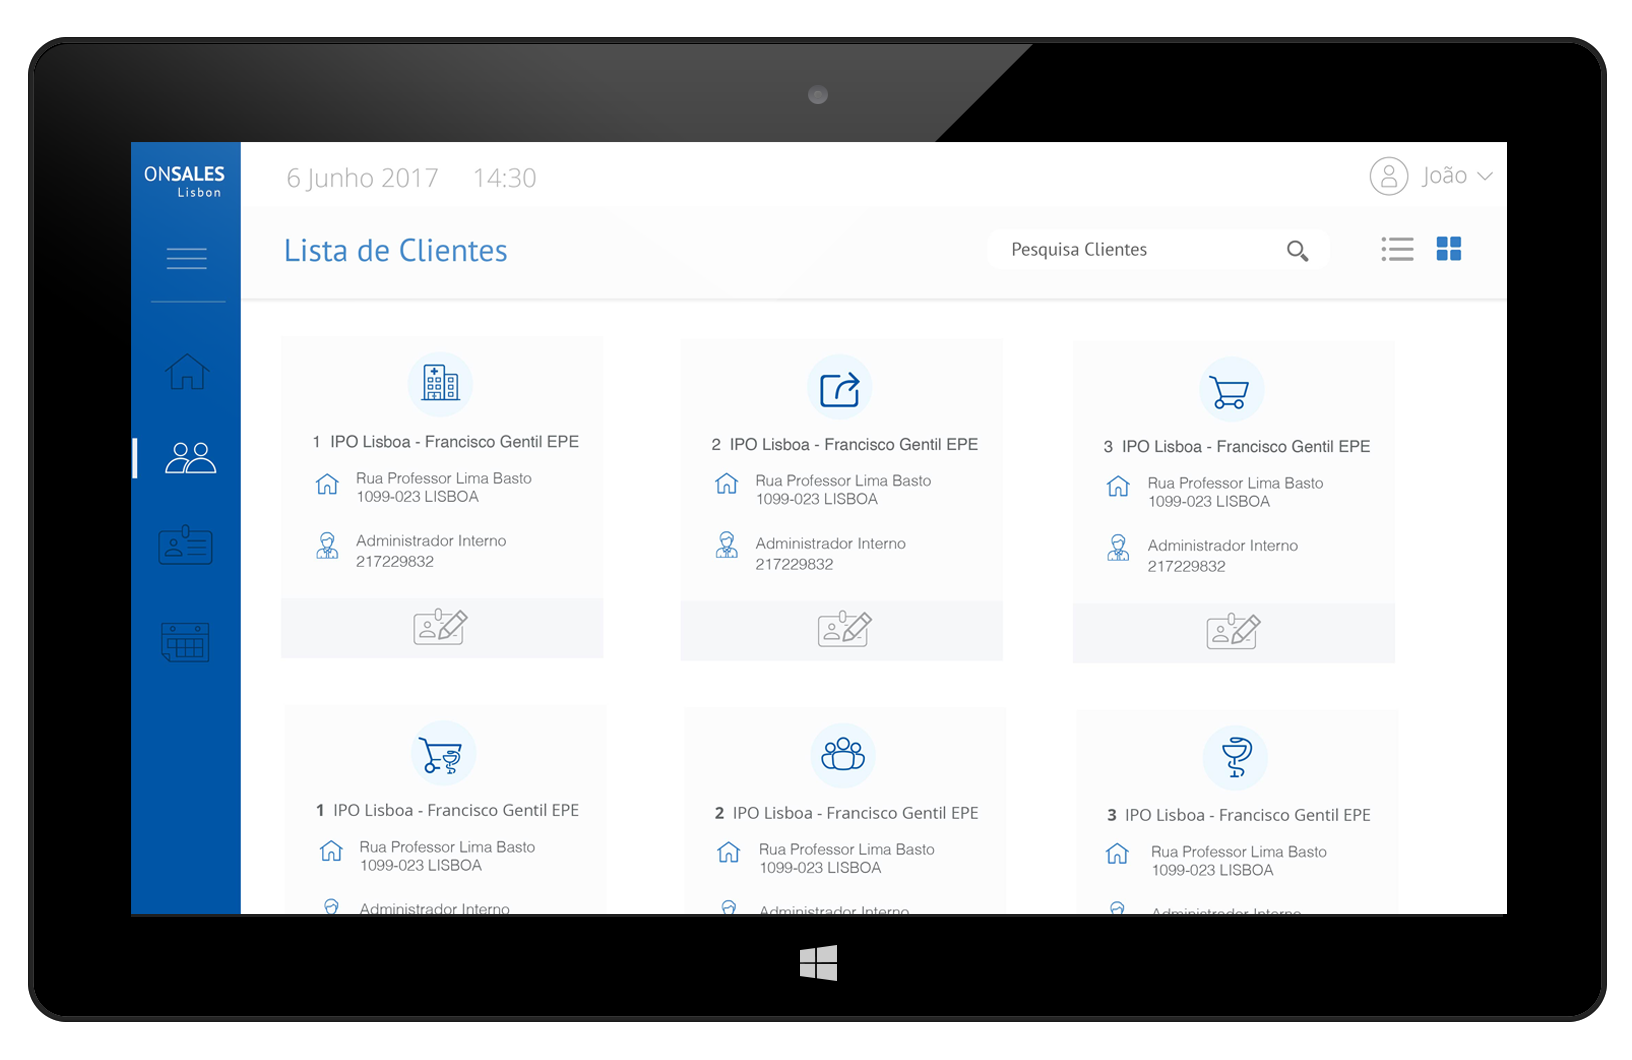 ONSALES
Lisbon
6 Junho 2017 14:30
João
Lista de Clientes
Pesquisa Clientes
1 IPO Lisboa - Francisco Gentil EPE
Rua Professor Lima Basto
1099-023 LISBOA
Administrador Interno
217229832
2 IPO Lisboa - Francisco Gentil EPE
Rua Professor Lima Basto
1099-023 LISBOA
Administrador Interno
217229832
3 IPO Lisboa - Francisco Gentil EPE
Rua Professor Lima Basto
1099-023 LISBOA
Administrador Interno
217229832
1 IPO Lisboa - Francisco Gentil EPE
Rua Professor Lima Basto
1099-023 LISBOA
Administrador Interno
2 IPO Lisboa - Francisco Gentil EPE
Rua Professor Lima Basto
1099-023 LISBOA
Administrador Interno
3 IPO Lisboa - Francisco Gentil EPE
Rua Professor Lima Basto
1099-023 LISBOA
Administrador Interno